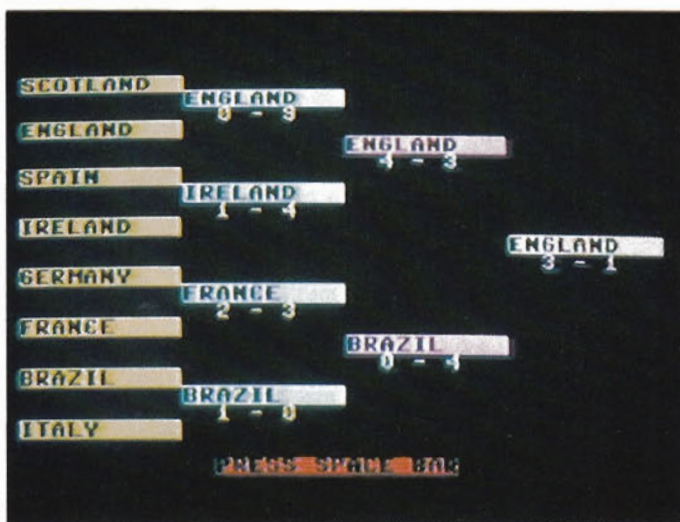 SCOTLAND
ENGLAND
0 - 3
ENGLAND
ENGLAND
4 - 3
SPAIN
IRELAND
1 - 4
IRELAND
ENGLAND
3 - 1
GERMANY
FRANCE
2 - 3
FRANCE
BRAZIL
0 - 4
BRAZIL
BRAZIL
1 - 0
ITALY
PRESS SPACE BAR